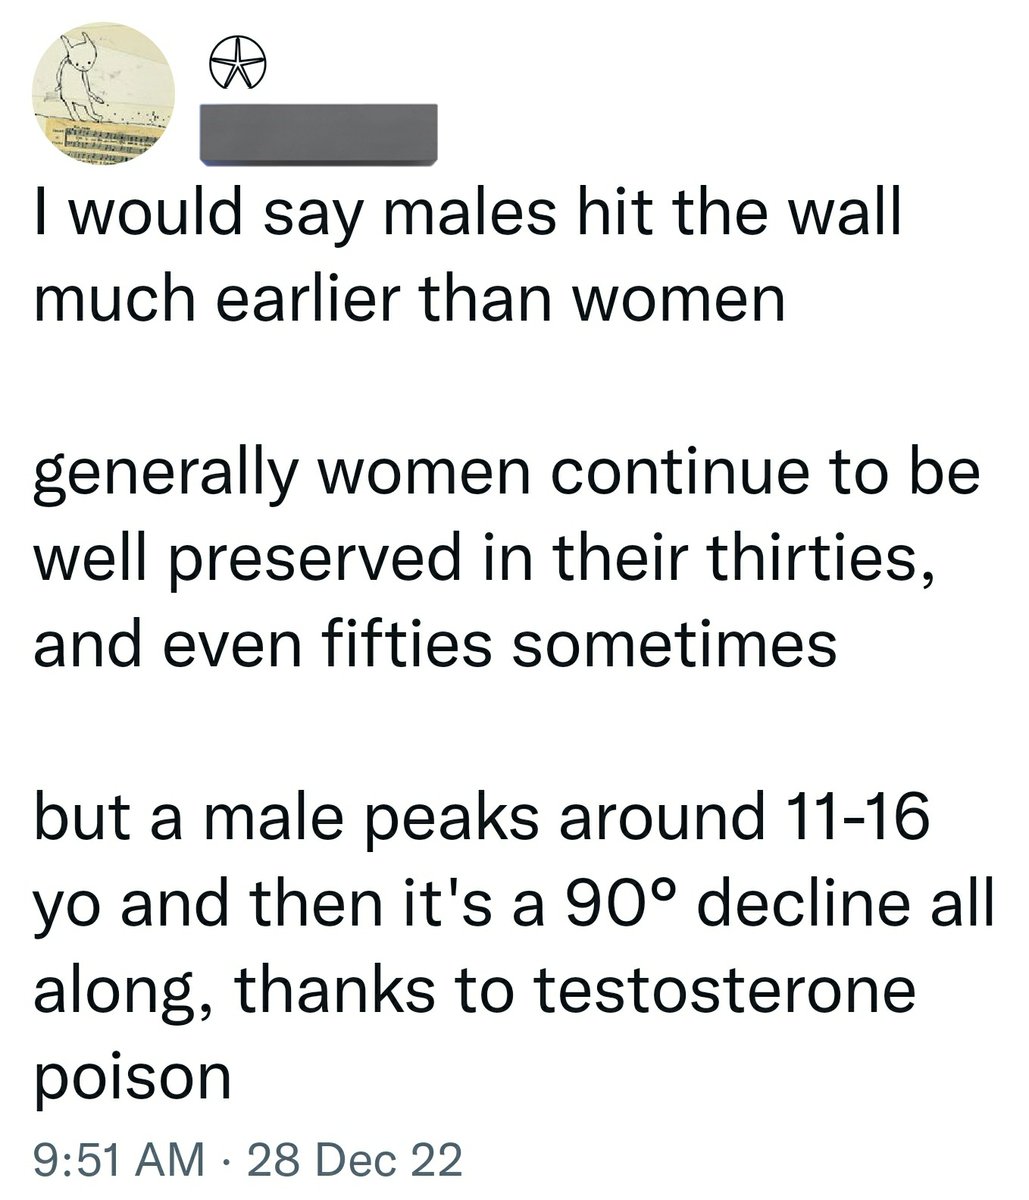 I would say males hit the wall
much earlier than women
generally women continue to be
well preserved in their thirties,
and even fifties sometimes
but a male peaks around 11-16
yo and then it's a 90° decline all
along, thanks to testosterone
poison
9:51 AM · 28 Dec 22